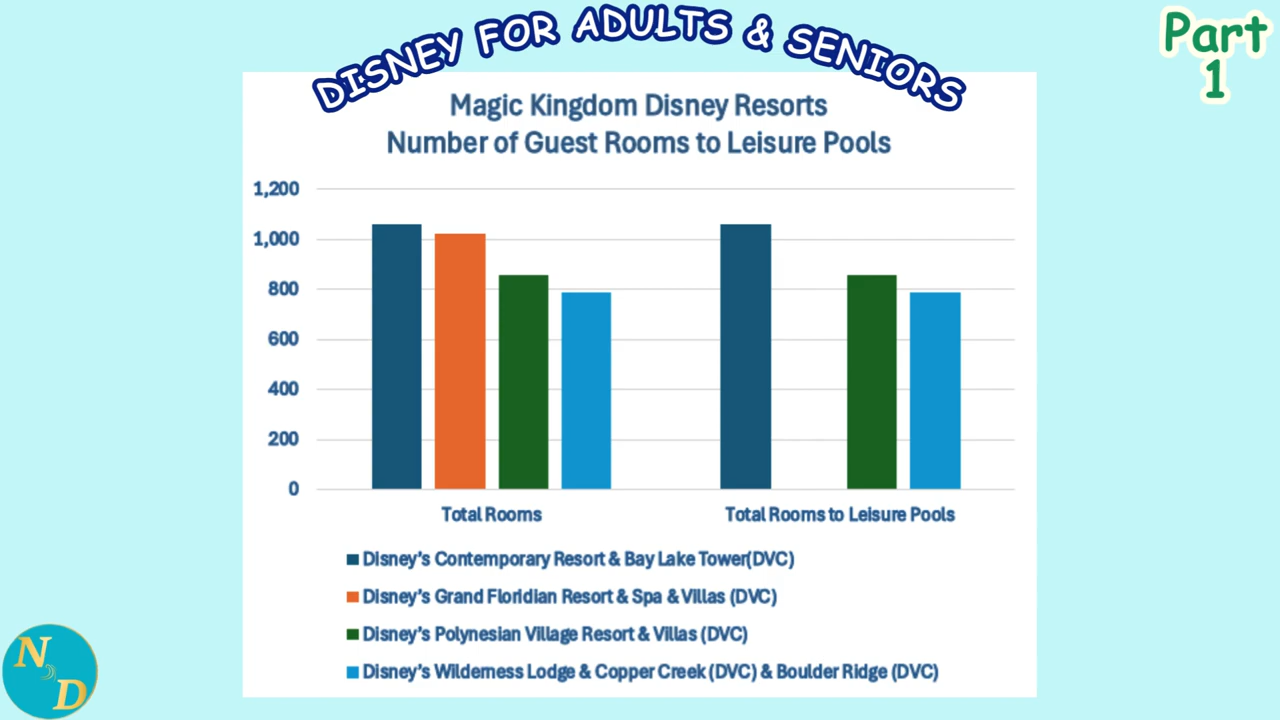 DISNEY FOR ADULTS & SENIORS
Part
1
Magic Kingdom Disney Resorts
Number of Guest Rooms to Leisure Pools
1,200
1,000
800
600
400
200
0
Total Rooms
Total Rooms to Leisure Pools
Disney's Contemporary Resort & Bay Lake Tower(DVC)
Disney's Grand Floridian Resort & Spa & Villas (DVC)
Disney's Polynesian Village Resort & Villas (DVC)
Disney's Wilderness Lodge & Copper Creek (DVC) & Boulder Ridge (DVC)
N
D